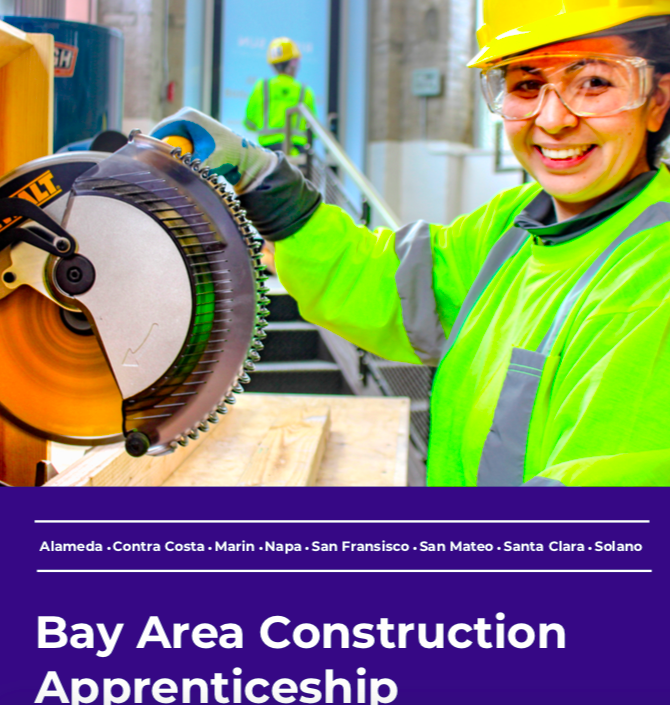 Alameda • Contra Costa • Marin • Napa • San Fransisco • San Mateo • Santa Clara • Solano
Bay Area Construction
Apprenticeship